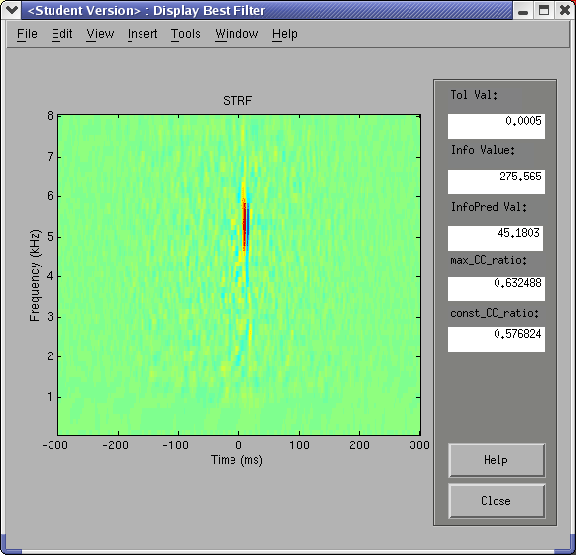 <Student Version> : Display Best Filter
File Edit View Insert Tools Window Help
STRF
8
7
6
5
4
3
2
1
Frequency (kHz)
-300 -200 -100 0 100 200 300
Time (ms)
Tol Val:
0.0005
Info Value:
275.565
InfoPred Val:
45.1803
max_CC_ratio:
0.632488
const_CC_ratio:
0.576824
Help
Close